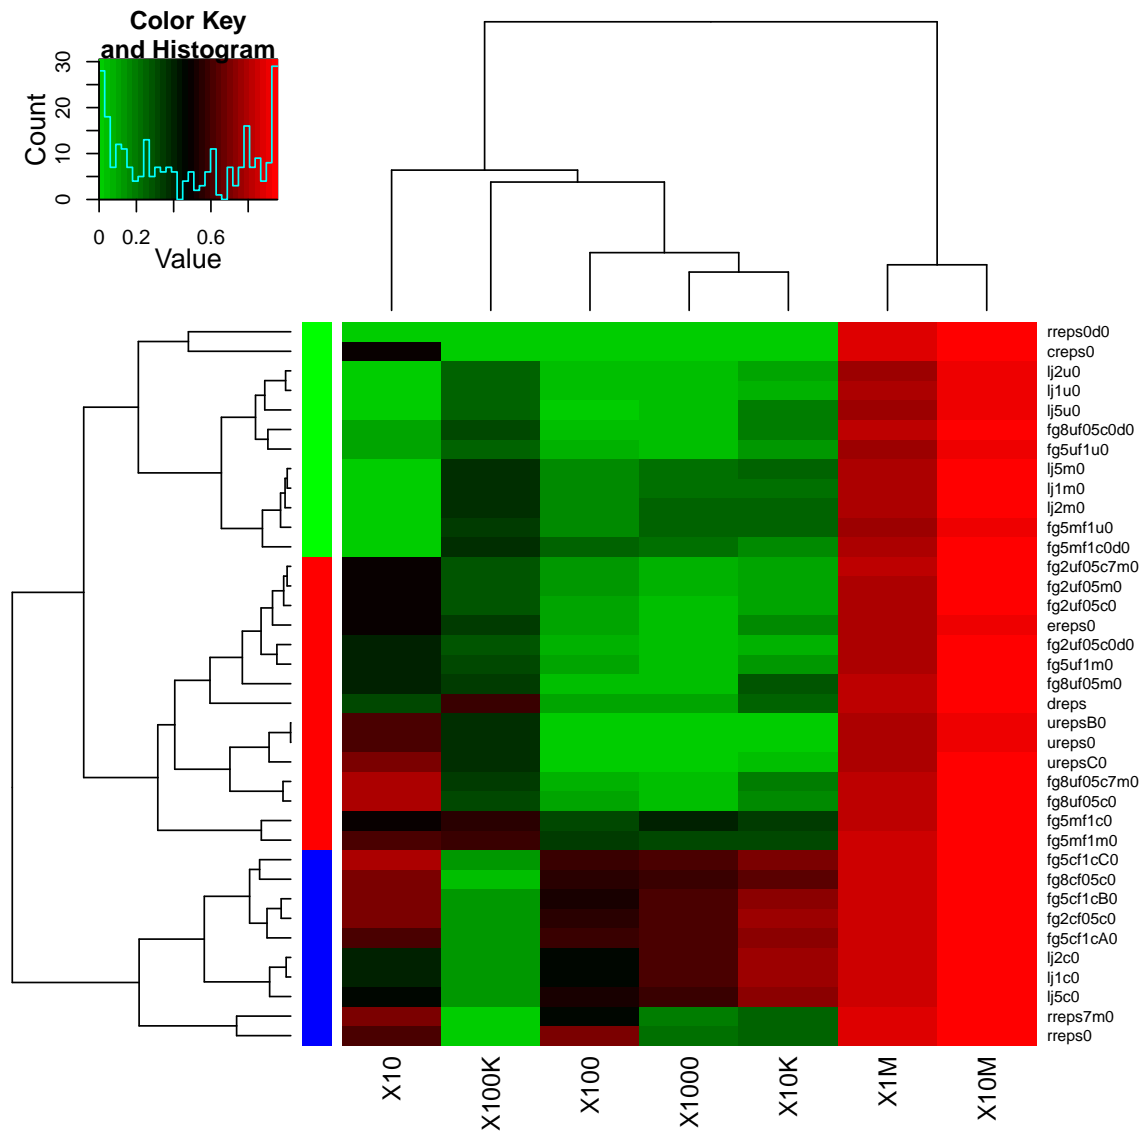 Color Key
and Histogram
Count
0
10
20
30
0 0.2 0.6
Value
rreps0d0
creps0
lj2u0
lj1u0
lj5u0
fg8uf05c0d0
fg5uf1u0
lj5m0
lj1m0
lj2m0
fg5mf1u0
fg5mf1c0d0
fg2uf05c7m0
fg2uf05m0
fg2uf05c0
ereps0
fg2uf05c0d0
fg5uf1m0
fg8uf05m0
dreps
urepsB0
ureps0
urepsC0
fg8uf05c7m0
fg8uf05c0
fg5mf1c0
fg5mf1m0
fg5cf1cC0
fg8cf05c0
fg5cf1cB0
fg2cf05c0
fg5cf1cA0
lj2c0
lj1c0
lj5c0
rreps7m0
rreps0
X10
X100K
X100
X1000
X10K
X1M
X10M